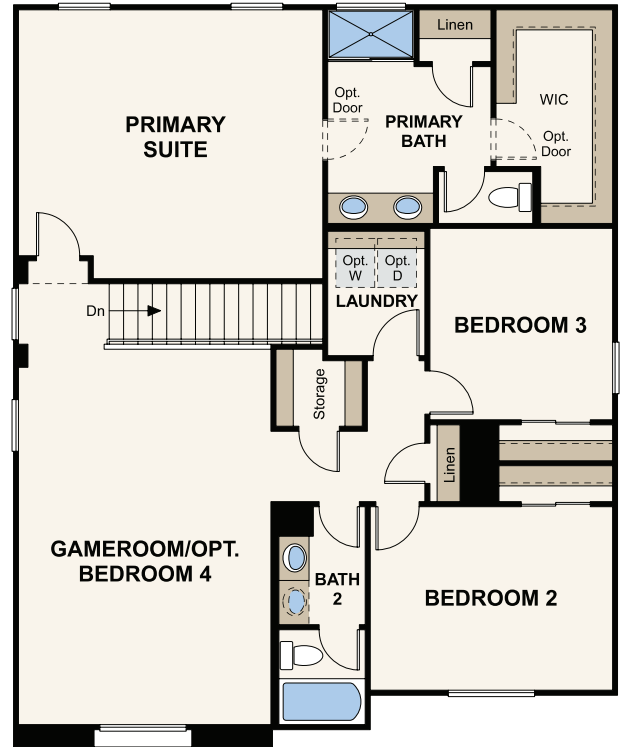 Linen
Opt.
Door
PRIMARY
SUITE
PRIMARY
BATH
WIC
Opt.
Door
Opt.
W
Opt.
D
LAUNDRY
Dn
BEDROOM 3
Storage
Linen
GAMEROOM/OPT.
BEDROOM 4
BATH
2
BEDROOM 2